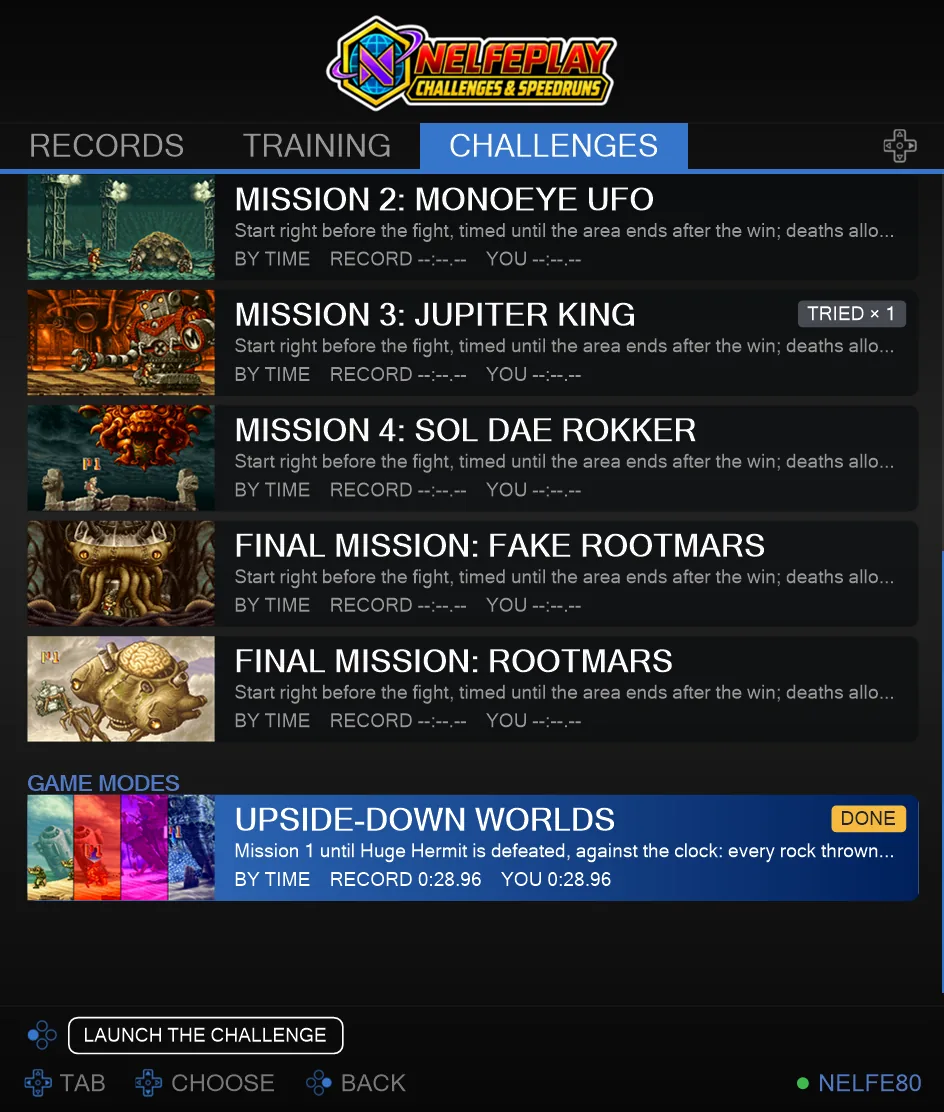 NELFEPLAY
CHALLENGES & SPEEDRUNS
RECORDS TRAINING CHALLENGES
MISSION 2: MONOEYE UFO
Start right before the fight, timed until the area ends after the win; deaths allo...
BY TIME RECORD --:--.-- YOU --:--.--
MISSION 3: JUPITER KING TRIED × 1
Start right before the fight, timed until the area ends after the win; deaths allo...
BY TIME RECORD --:--.-- YOU --:--.--
P1
MISSION 4: SOL DAE ROKKER
Start right before the fight, timed until the area ends after the win; deaths allo...
BY TIME RECORD --:--.-- YOU --:--.--
FINAL MISSION: FAKE ROOTMARS
Start right before the fight, timed until the area ends after the win; deaths allo...
BY TIME RECORD --:--.-- YOU --:--.--
P1
FINAL MISSION: ROOTMARS
Start right before the fight, timed until the area ends after the win; deaths allo...
BY TIME RECORD --:--.-- YOU --:--.--
GAME MODES
P1
UPSIDE-DOWN WORLDS DONE
Mission 1 until Huge Hermit is defeated, against the clock: every rock thrown...
BY TIME RECORD 0:28.96 YOU 0:28.96
LAUNCH THE CHALLENGE
TAB CHOOSE BACK NELFE80